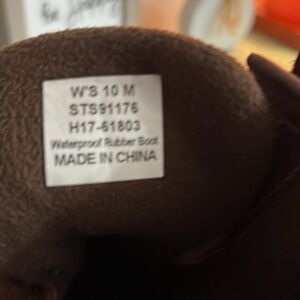 W'S 10 M
STS91176
H17-61803
Waterproof Rubber Boot
MADE IN CHINA